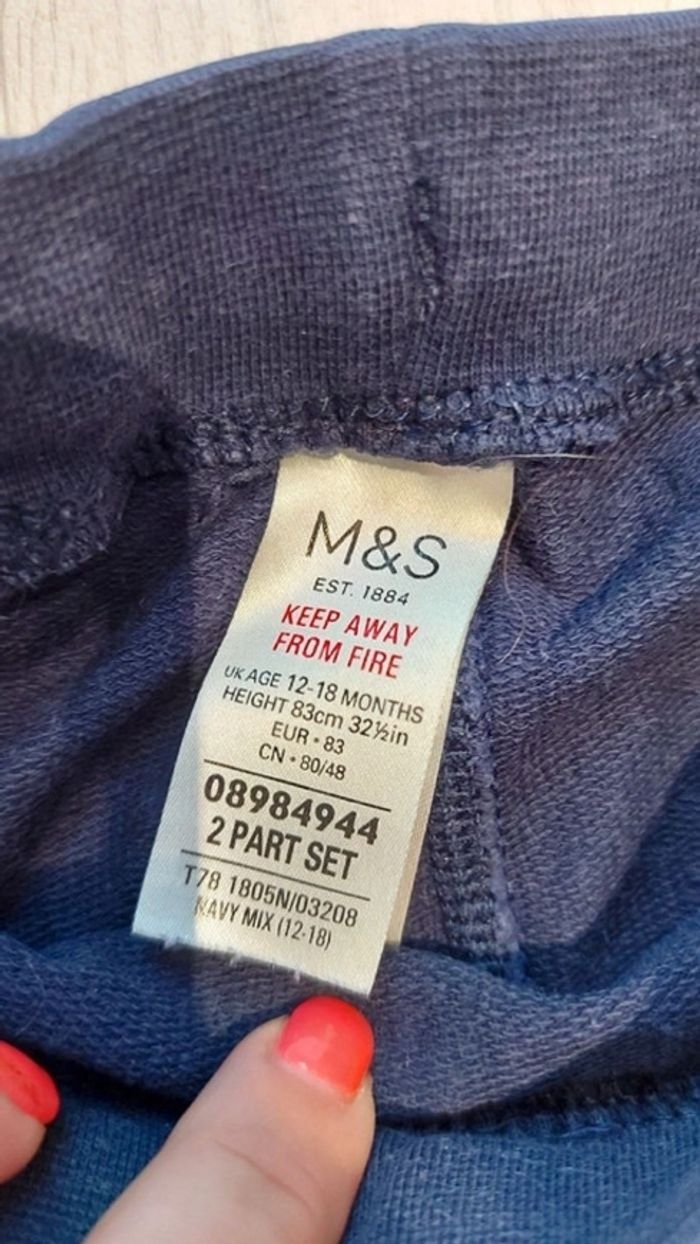 M&S
EST. 1884
KEEP AWAY
FROM FIRE
UK AGE 12-18 MONTHS
HEIGHT 83cm 32½in
EUR • 83
CN • 80/48
08984944
2 PART SET
T78 1805N/03208
NAVY MIX (12-18)